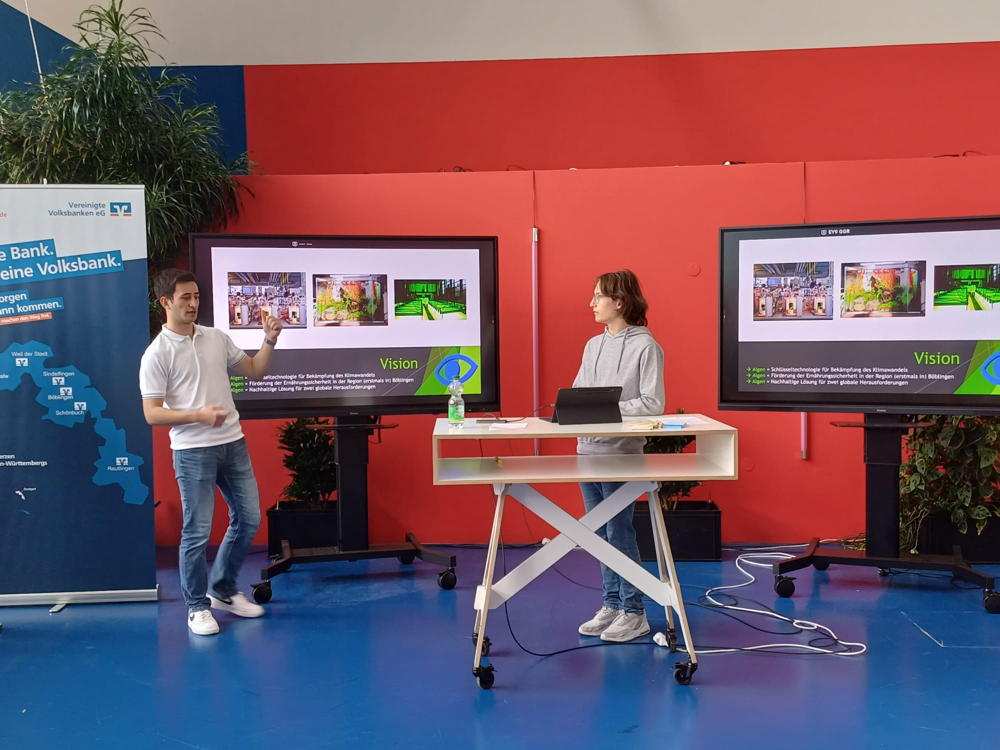 de
Vereinigte
Volksbanken eG
e Bank.
eine Volksbank.
orgen
ann kommen.
machen den Weg frei.
Weil der Stadt
alw
Sindelfingen
Böblingen
Schönbuch
Reutlingen
erzen
n-Württembergs
Stuttgart
Vision
Algen = sseltechnologie für Bekämpfung des Klimawandels
Algen = Förderung der Ernährungssicherheit in der Region (erstmals in) Böblingen
Algen = Nachhaltige Lösung für zwei globale Herausforderungen
EY9 GGR
Vision
→ Algen = Schlüsseltechnologie für Bekämpfung des Klimawandels
→ Algen = Förderung der Ernährungssicherheit in der Region (erstmals in) Böblingen
→ Algen = Nachhaltige Lösung für zwei globale Herausforderungen